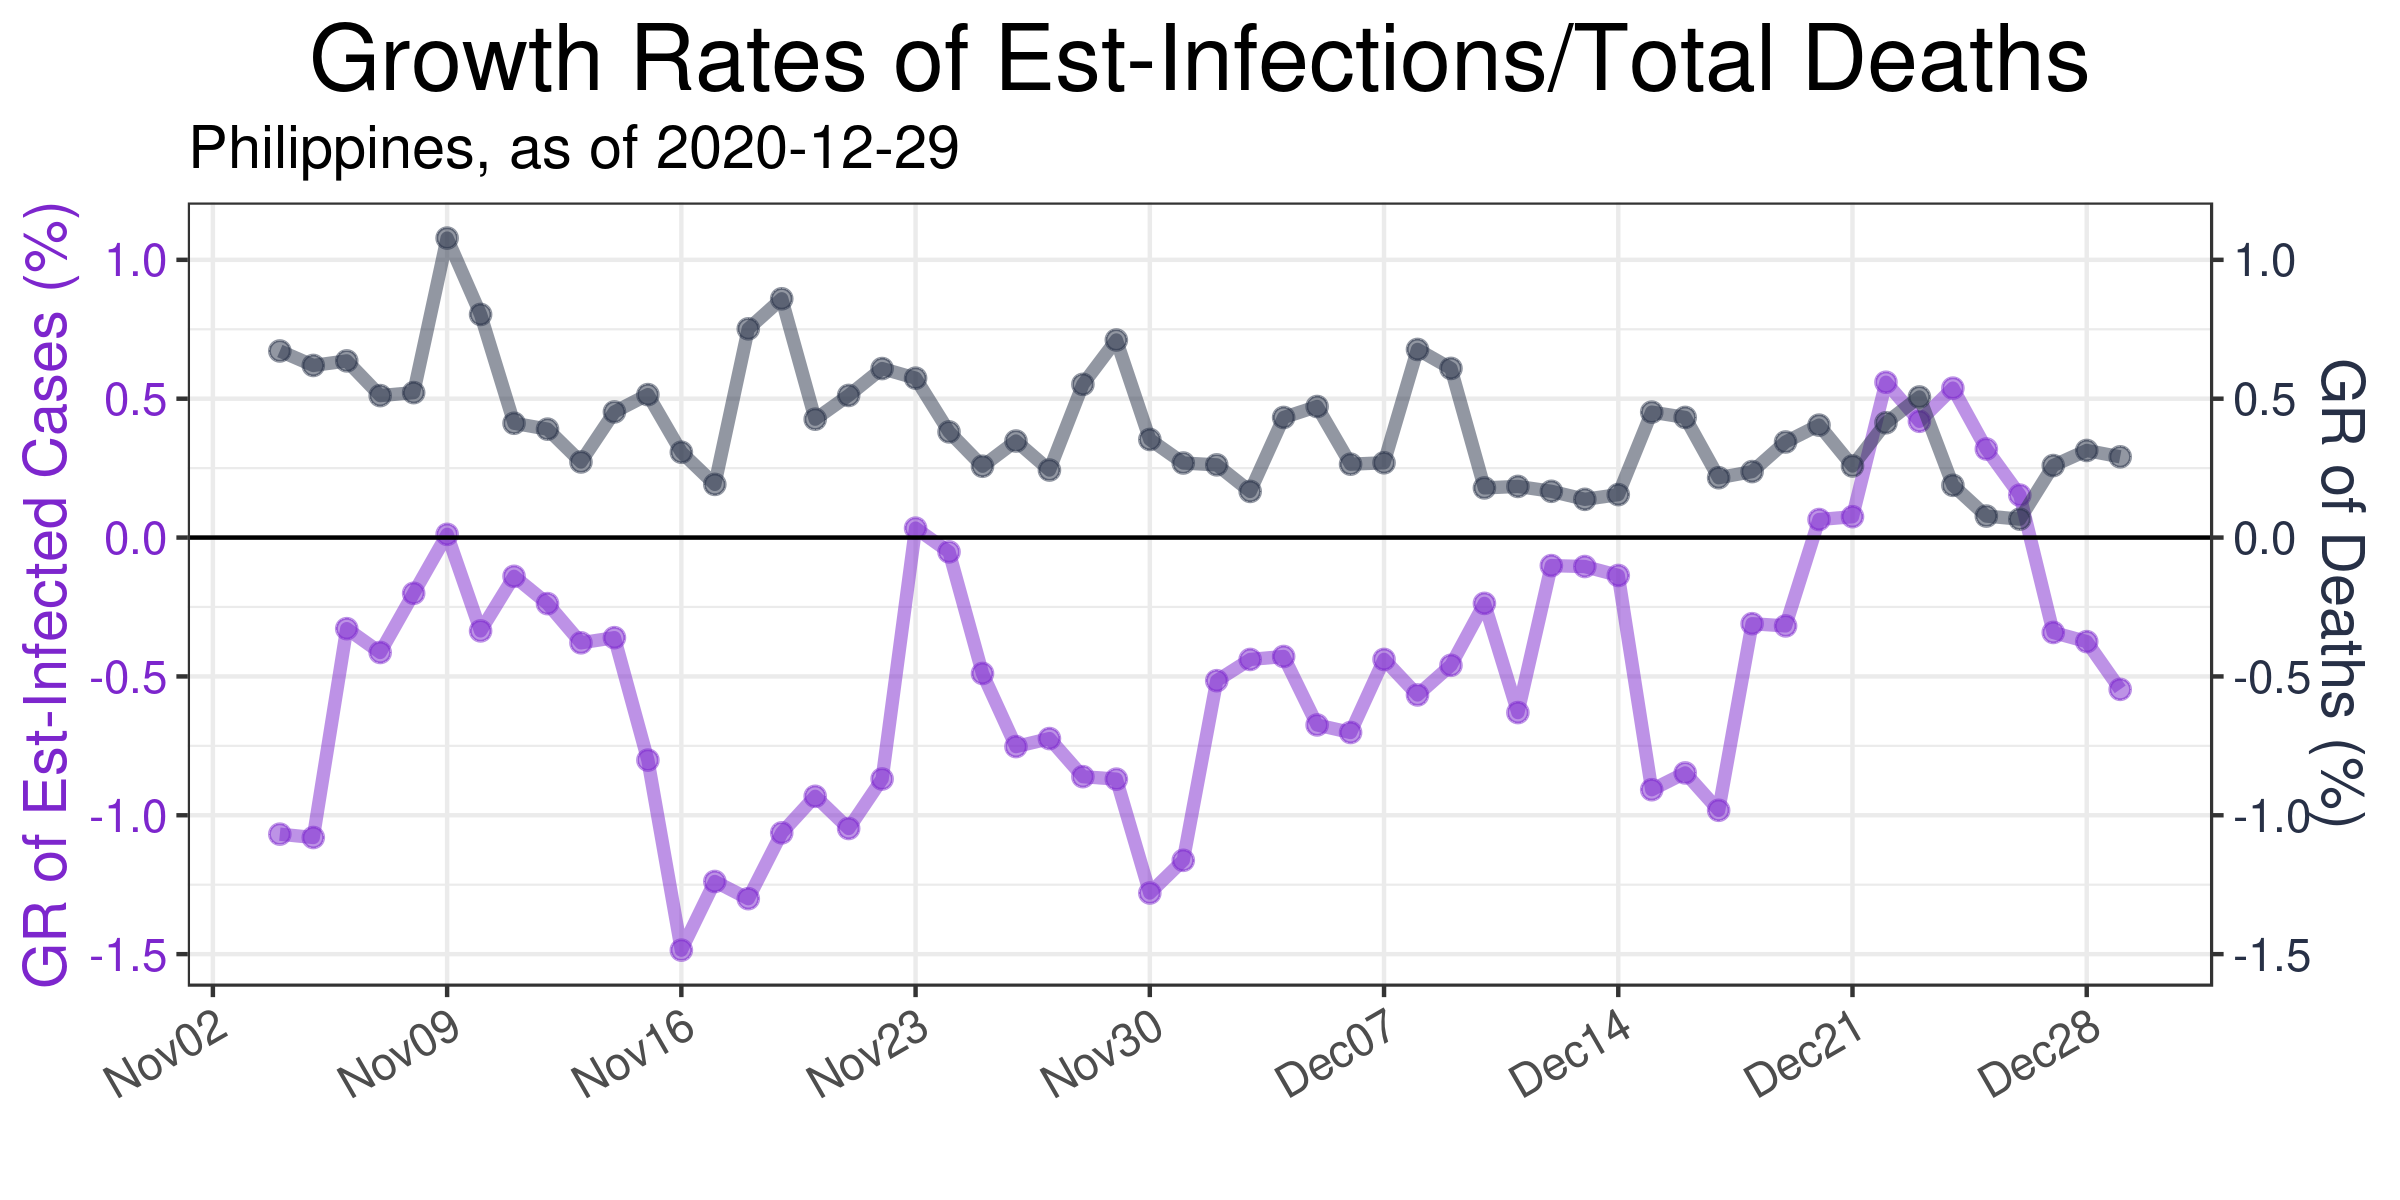 Growth Rates of Est-Infections/Total Deaths
Philippines, as of 2020-12-29
GR of Est-Infected Cases (%)
1.0
0.5
0.0
-0.5
-1.0
-1.5
1.0
0.5
0.0
-0.5
-1.0
-1.5
GR of Deaths (%)
Nov02 Nov09 Nov16 Nov23 Nov30 Dec07 Dec14 Dec21 Dec28